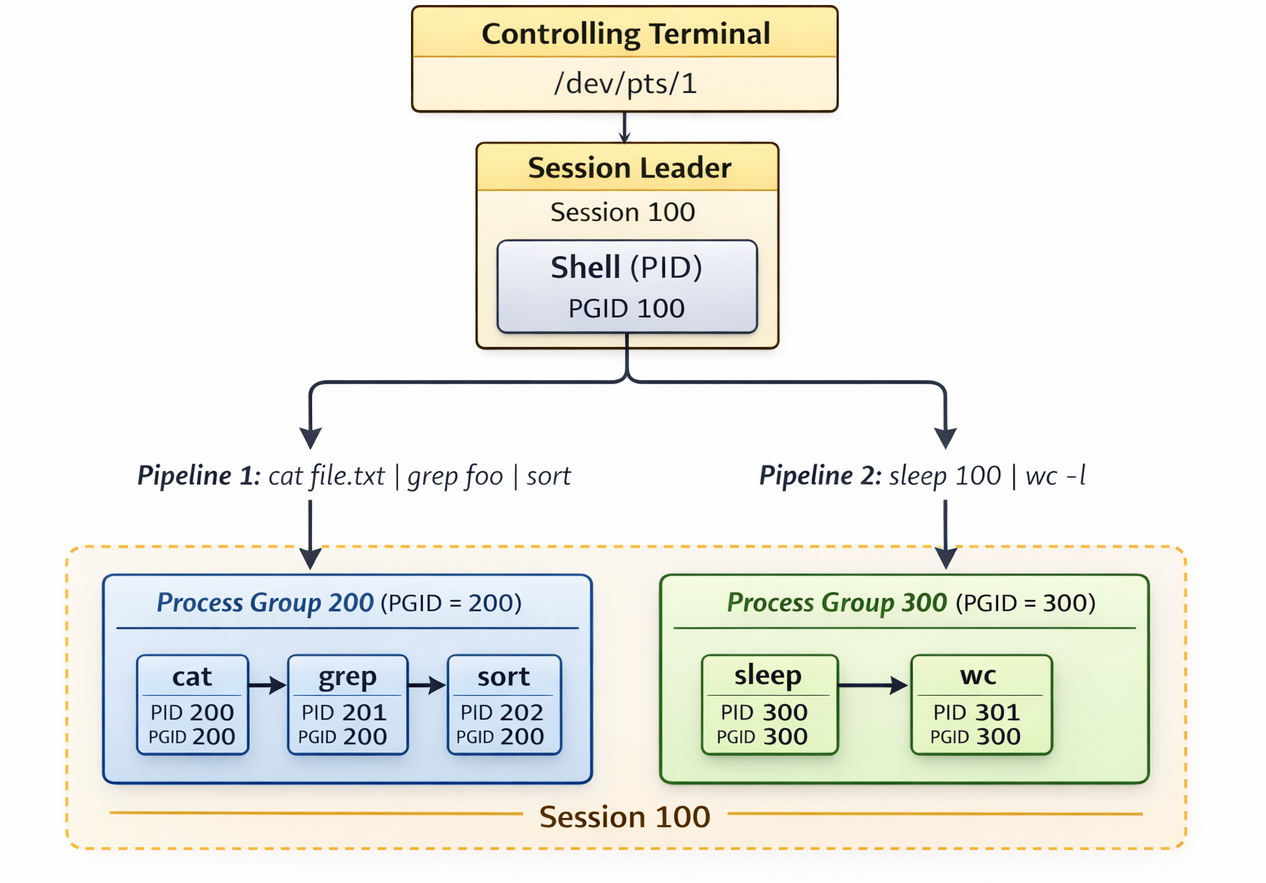 Controlling Terminal
/dev/pts/1
Session Leader
Session 100
Shell (PID)
PGID 100
Pipeline 1: cat file.txt | grep foo | sort
Pipeline 2: sleep 100 | wc -l
Process Group 200 (PGID = 200)
cat
PID 200
PGID 200
grep
PID 201
PGID 200
sort
PID 202
PGID 200
Process Group 300 (PGID = 300)
sleep
PID 300
PGID 300
wc
PID 301
PGID 300
Session 100